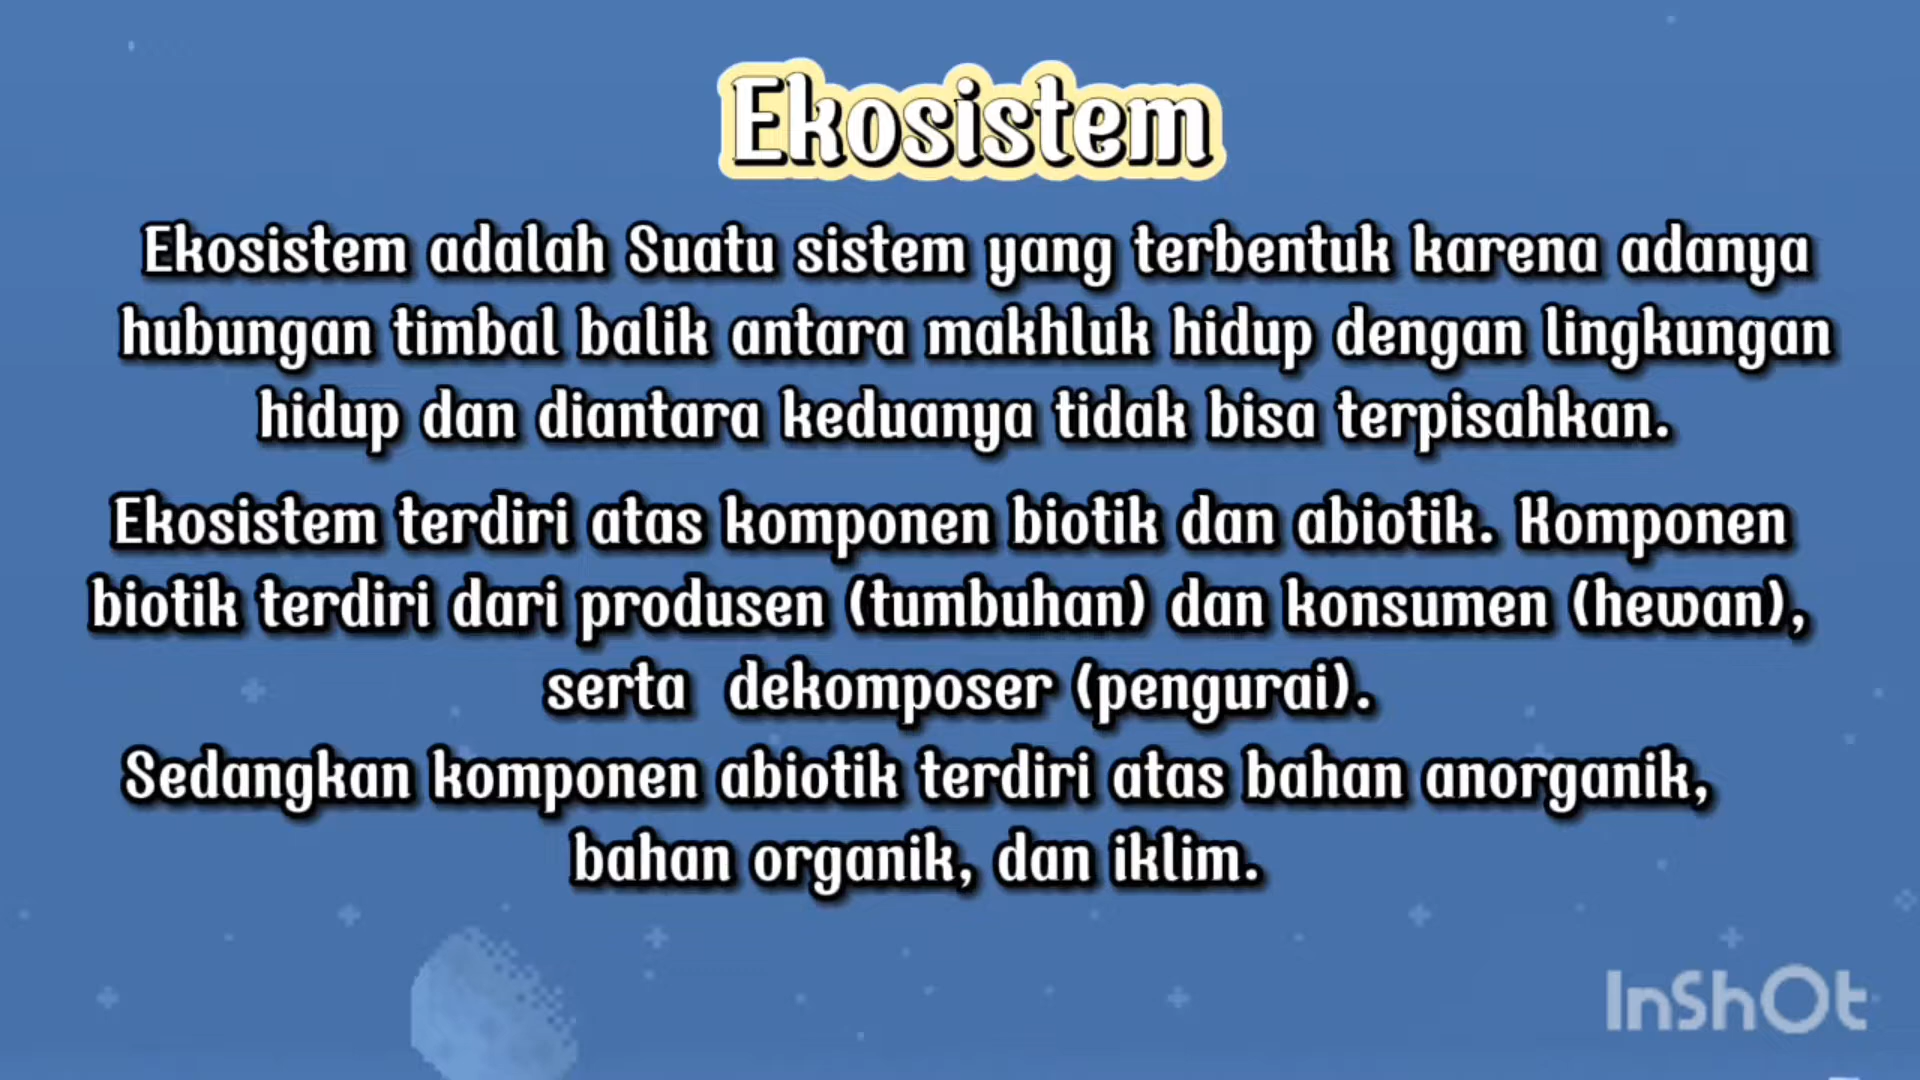 Ekosistem
Ekosistem adalah Suatu sistem yang terbentuk karena adanya
hubungan timbal balik antara makhluk hidup dengan lingkungan
hidup dan diantara keduanya tidak bisa terpisahkan.
Ekosistem terdiri atas komponen biotik dan abiotik. Komponen
biotik terdiri dari produsen (tumbuhan) dan konsumen (hewan),
serta dekomposer (pengurai).
Sedangkan komponen abiotik terdiri atas bahan anorganik,
bahan organik, dan iklim.
InShOt